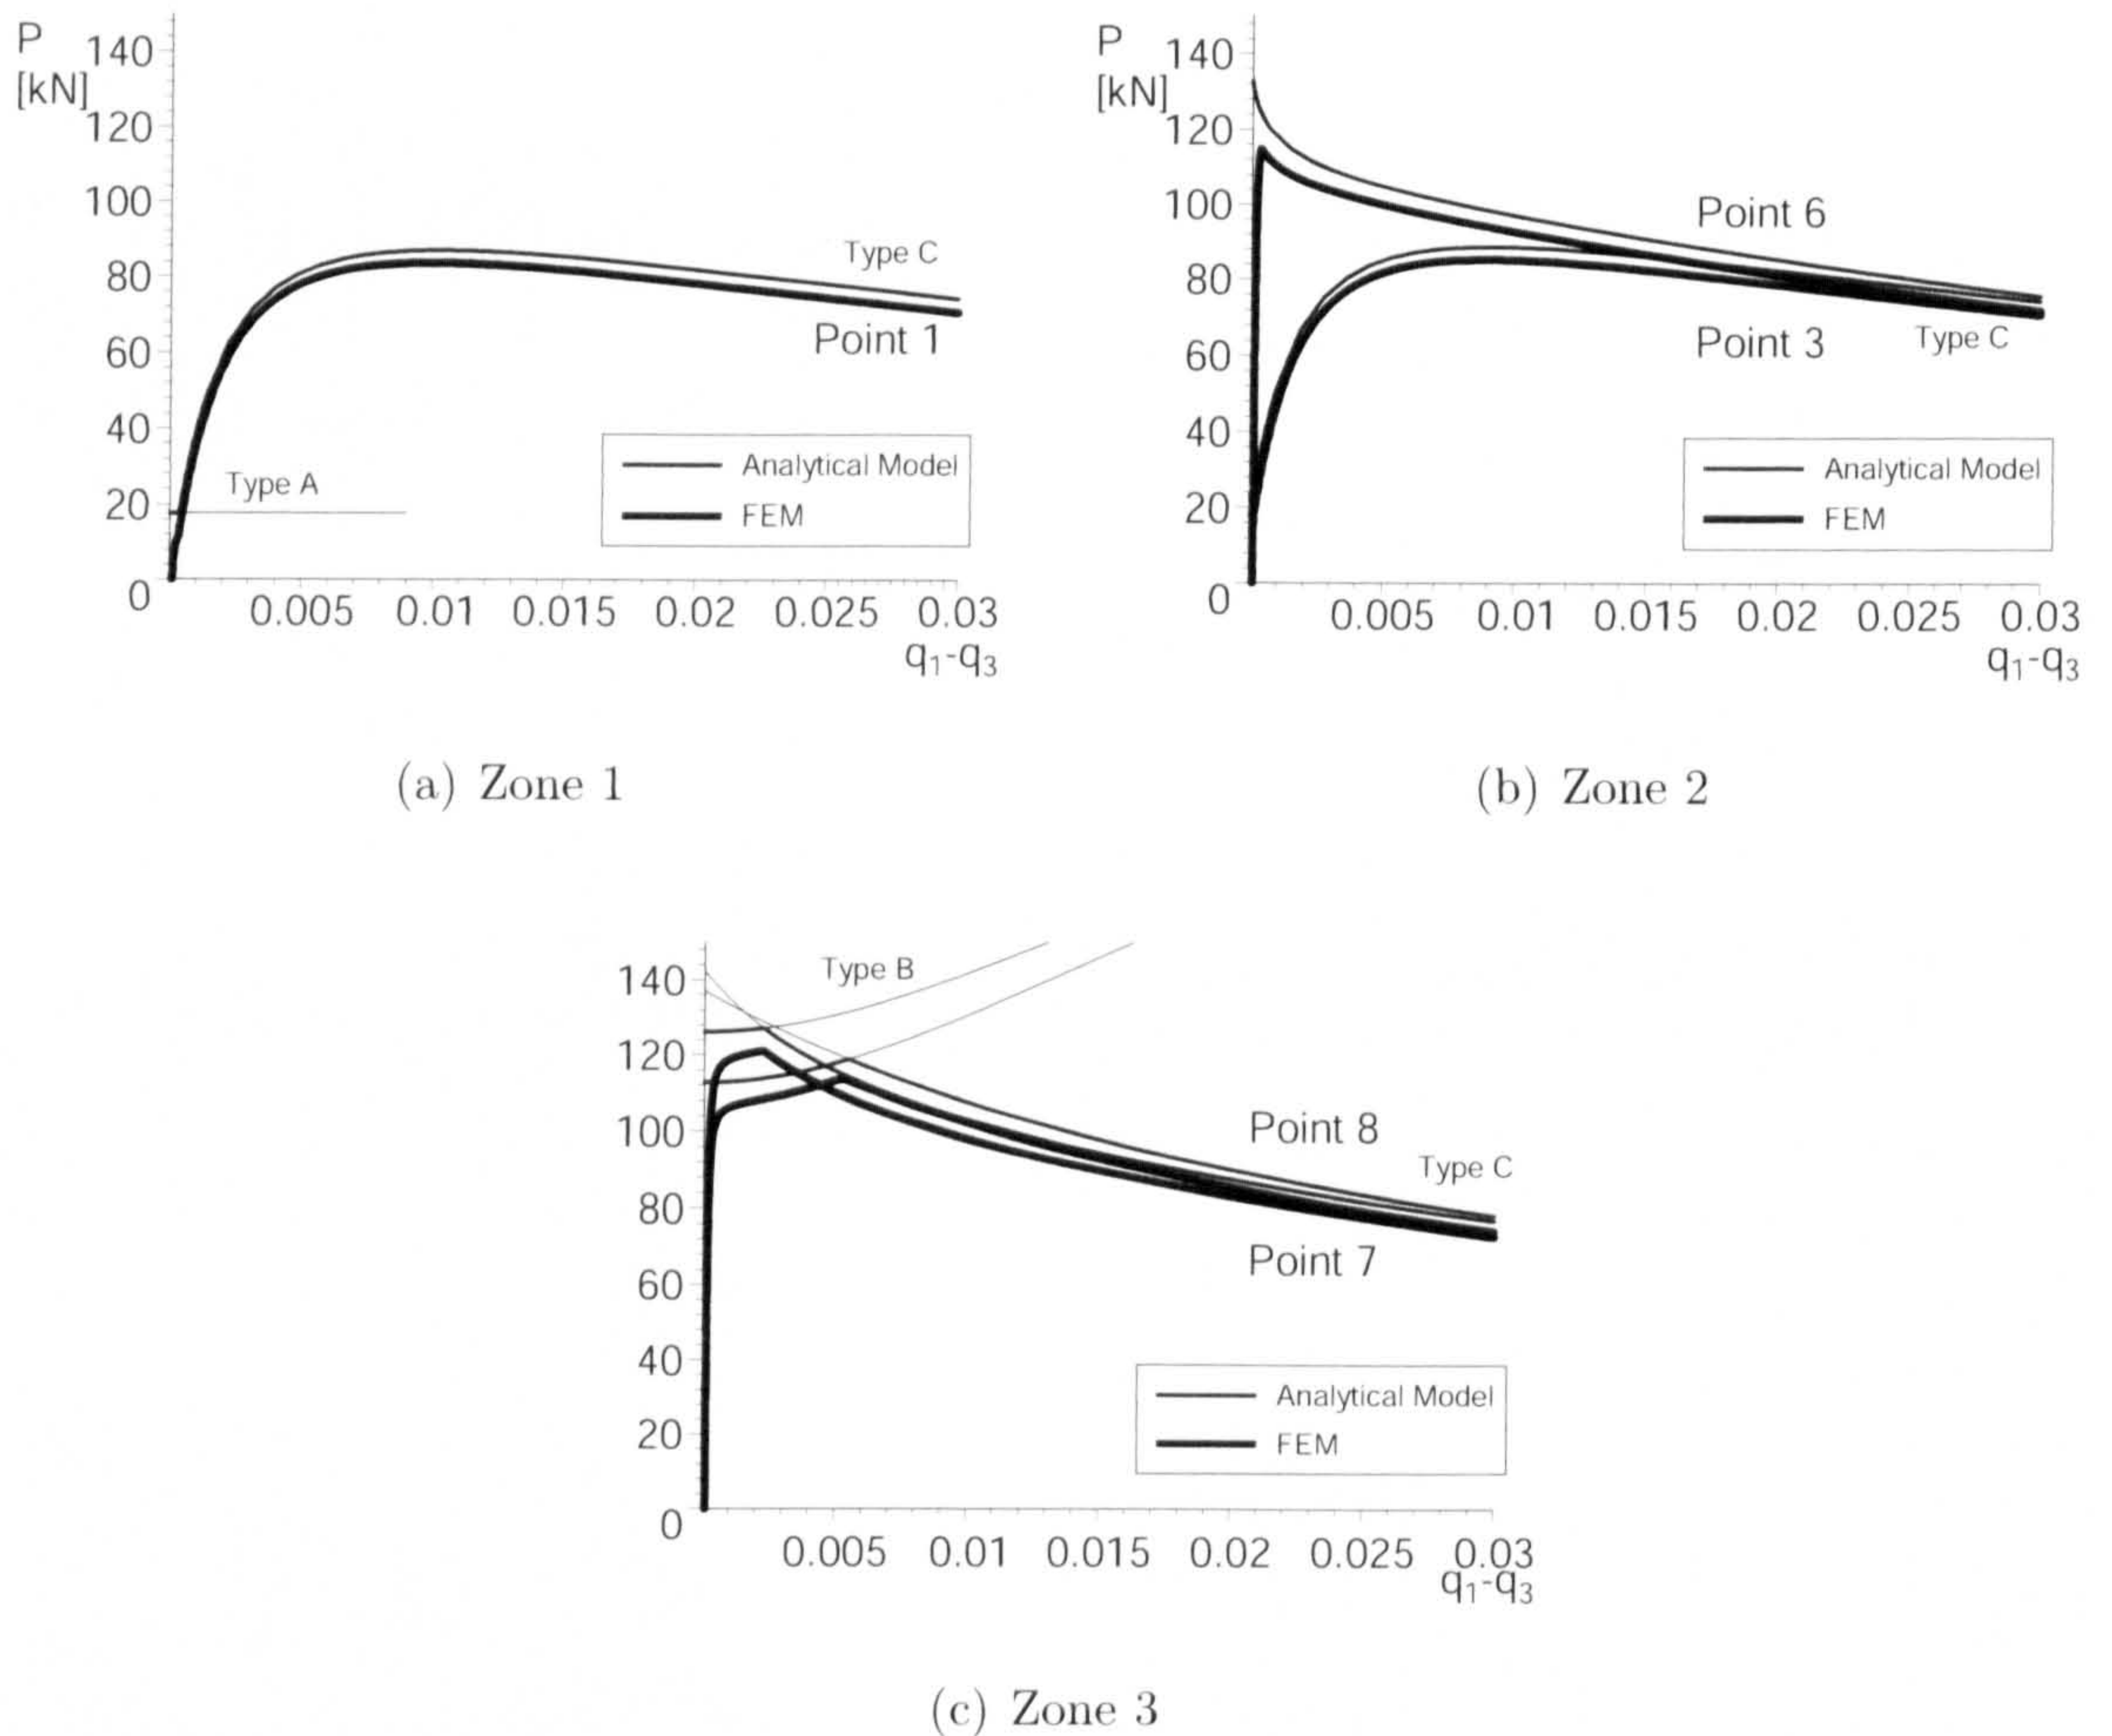 P
[kN]
140
120
100
80
60
40
20
0
Type C
Point 1
Type A
Analytical Model
FEM
0.005 0.01 0.015 0.02 0.025 0.03
q₁-q₃
(a) Zone 1
P
[kN]
140
120
100
80
60
40
20
0
Point 6
Point 3
Type C
Analytical Model
FEM
0.005 0.01 0.015 0.02 0.025 0.03
q₁-q₃
(b) Zone 2
140
120
100
80
60
40
20
0
Type B
Point 8
Type C
Point 7
Analytical Model
FEM
0.005 0.01 0.015 0.02 0.025 0.03
q₁-q₃
(c) Zone 3